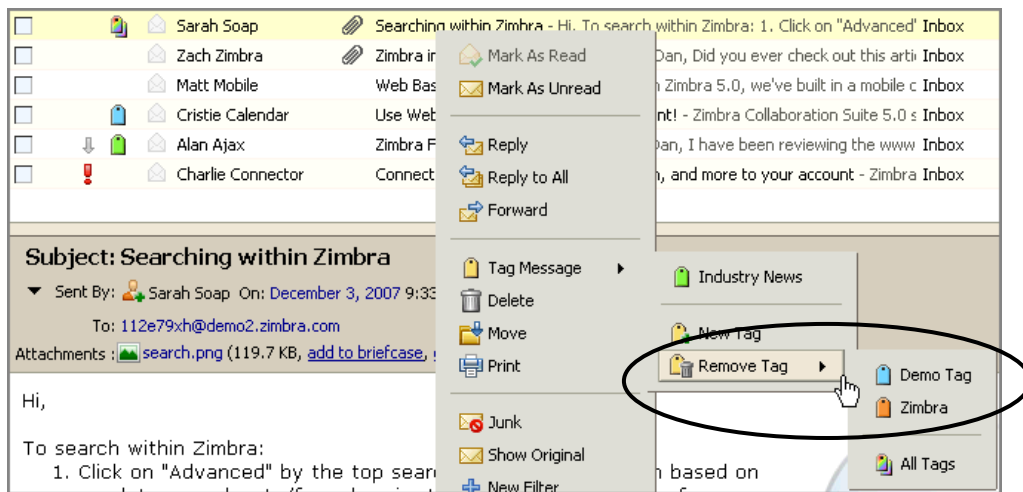 Sarah Soap Searching within Zimbra - Hi, To search within Zimbra: 1. Click on "Advanced" Inbox
Zach Zimbra Zimbra in Dan, Did you ever check out this arti Inbox
Matt Mobile Web Bas Zimbra 5.0, we've built in a mobile c Inbox
Cristie Calendar Use Web nt! - Zimbra Collaboration Suite 5.0 s Inbox
Alan Ajax Zimbra F Dan, I have been reviewing the www Inbox
Charlie Connector Connect , and more to your account - Zimbra Inbox
Mark As Read
Mark As Unread
Reply
Reply to All
Forward
Tag Message
Delete
Move
Print
Junk
Show Original
New Filter
Industry News
New Tag
Remove Tag
Demo Tag
Zimbra
All Tags
Subject: Searching within Zimbra
Sent By: Sarah Soap On: December 3, 2007 9:33
To: 112e79xh@demo2.zimbra.com
Attachments : search.png (119.7 KB, add to briefcase,
Hi,
To search within Zimbra:
1. Click on "Advanced" by the top sear based on